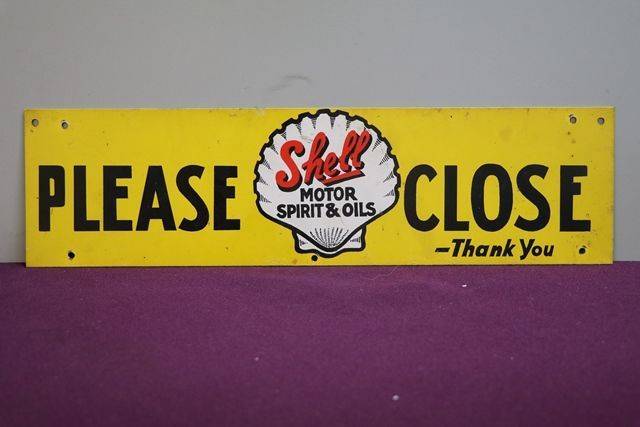 PLEASE
Shell
MOTOR
SPIRIT & OILS
CLOSE
—Thank You